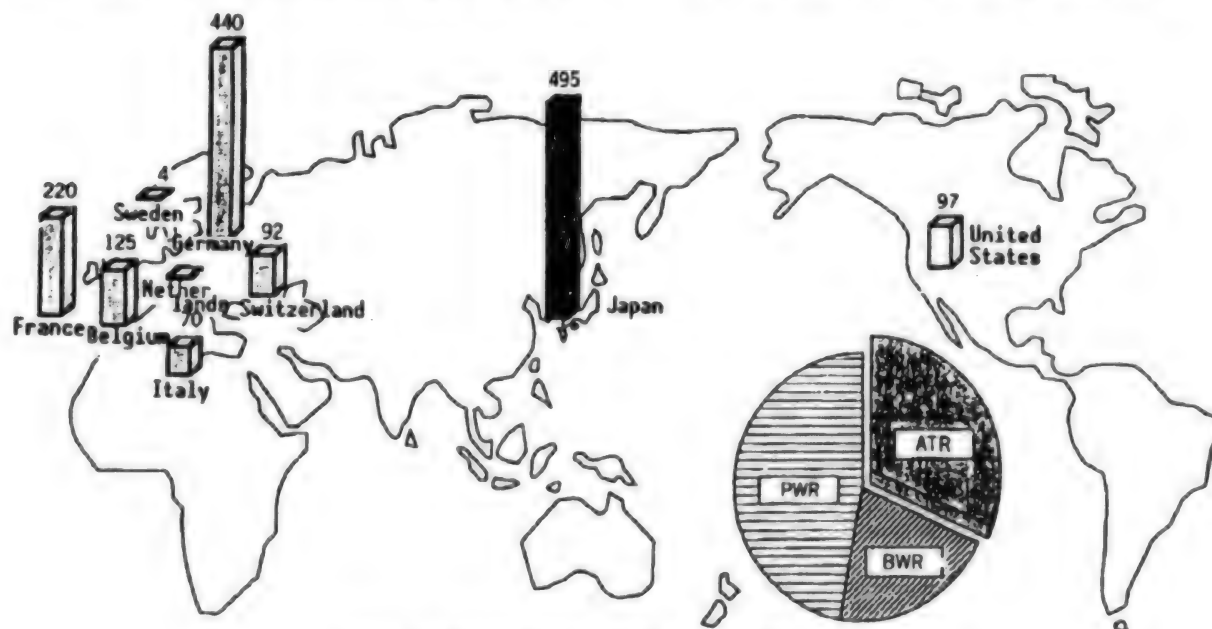 440
495
4
220
Sweden
97
United
States
125
Germany
92
Nether
lands
Switzerland
Japan
France
Belgium
70
Italy
ATR
PWR
BWR